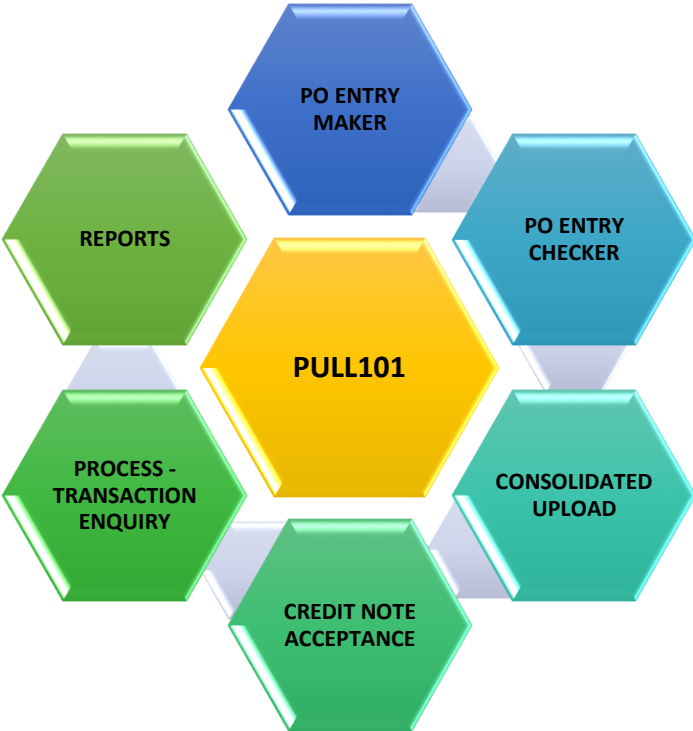 PO ENTRY
MAKER
PO ENTRY
CHECKER
CONSOLIDATED
UPLOAD
CREDIT NOTE
ACCEPTANCE
PROCESS -
TRANSACTION
ENQUIRY
REPORTS
PULL101